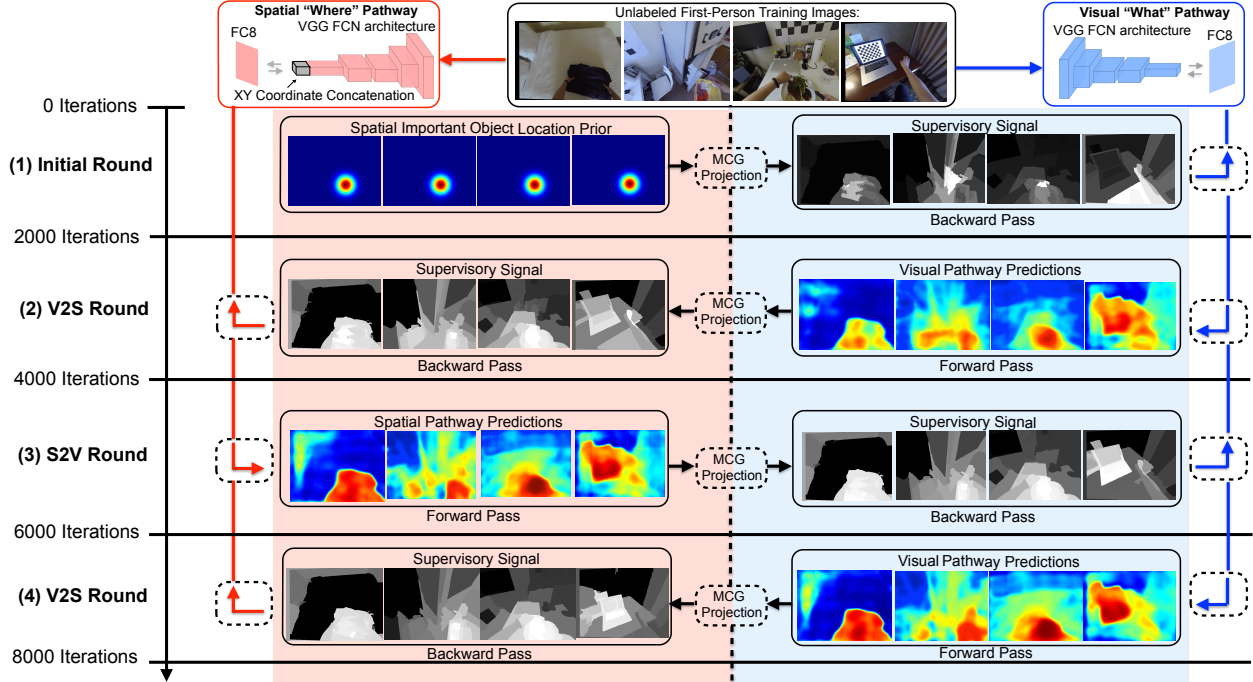 Spatial “Where” Pathway
VGG FCN architecture
FC8
XY Coordinate Concatenation
Unlabeled First-Person Training Images:
Visual “What” Pathway
VGG FCN architecture
FC8
0 Iterations
(1) Initial Round
Spatial Important Object Location Prior
MCG
Projection
Supervisory Signal
Backward Pass
2000 Iterations
(2) V2S Round
Supervisory Signal
Backward Pass
MCG
Projection
Visual Pathway Predictions
Forward Pass
4000 Iterations
(3) S2V Round
Spatial Pathway Predictions
Forward Pass
MCG
Projection
Supervisory Signal
Backward Pass
6000 Iterations
(4) V2S Round
Supervisory Signal
Backward Pass
MCG
Projection
Visual Pathway Predictions
Forward Pass
8000 Iterations